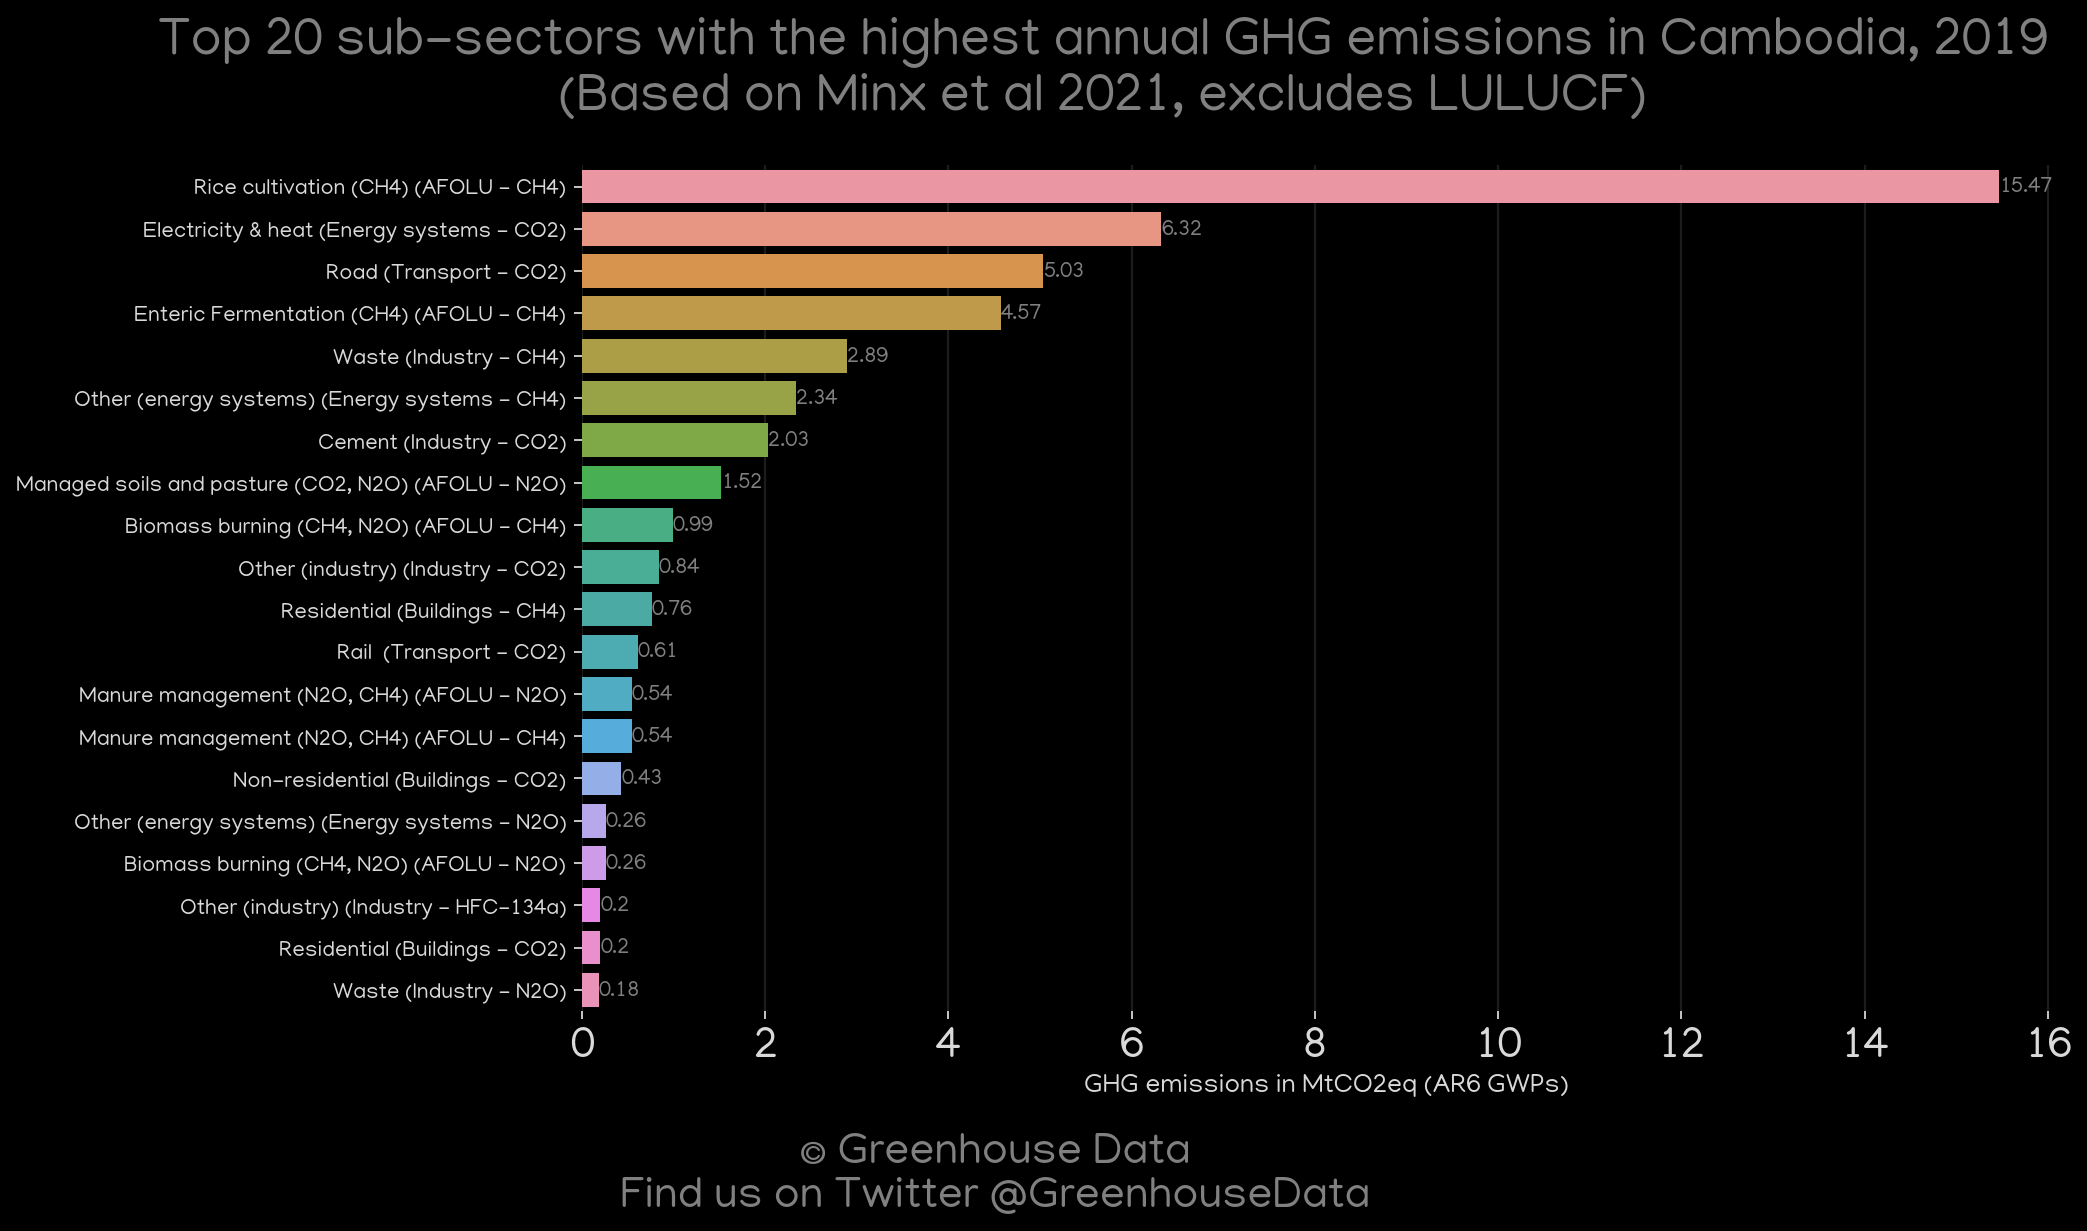 Top 20 sub-sectors with the highest annual GHG emissions in Cambodia, 2019
(Based on Minx et al 2021, excludes LULUCF)
Rice cultivation (CH4) (AFOLU - CH4) 15.47
Electricity & heat (Energy systems - CO2) 6.32
Road (Transport - CO2) 5.03
Enteric Fermentation (CH4) (AFOLU - CH4) 4.57
Waste (Industry - CH4) 2.89
Other (energy systems) (Energy systems - CH4) 2.34
Cement (Industry - CO2) 2.03
Managed soils and pasture (CO2, N2O) (AFOLU - N2O) 1.52
Biomass burning (CH4, N2O) (AFOLU - CH4) 0.99
Other (industry) (Industry - CO2) 0.84
Residential (Buildings - CH4) 0.76
Rail (Transport - CO2) 0.61
Manure management (N2O, CH4) (AFOLU - N2O) 0.54
Manure management (N2O, CH4) (AFOLU - CH4) 0.54
Non-residential (Buildings - CO2) 0.43
Other (energy systems) (Energy systems - N2O) 0.26
Biomass burning (CH4, N2O) (AFOLU - N2O) 0.26
Other (industry) (Industry - HFC-134a) 0.2
Residential (Buildings - CO2) 0.2
Waste (Industry - N2O) 0.18
0 2 4 6 8 10 12 14 16
GHG emissions in MtCO2eq (AR6 GWPs)
© Greenhouse Data
Find us on Twitter @GreenhouseData